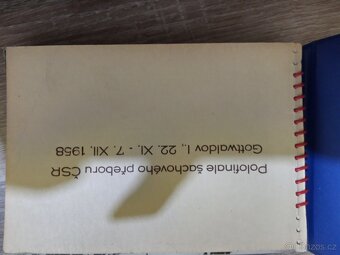 Polofinale šachového přeboru ČSR
Gottwaldov I., 22. XI. - 7. XII. 1958